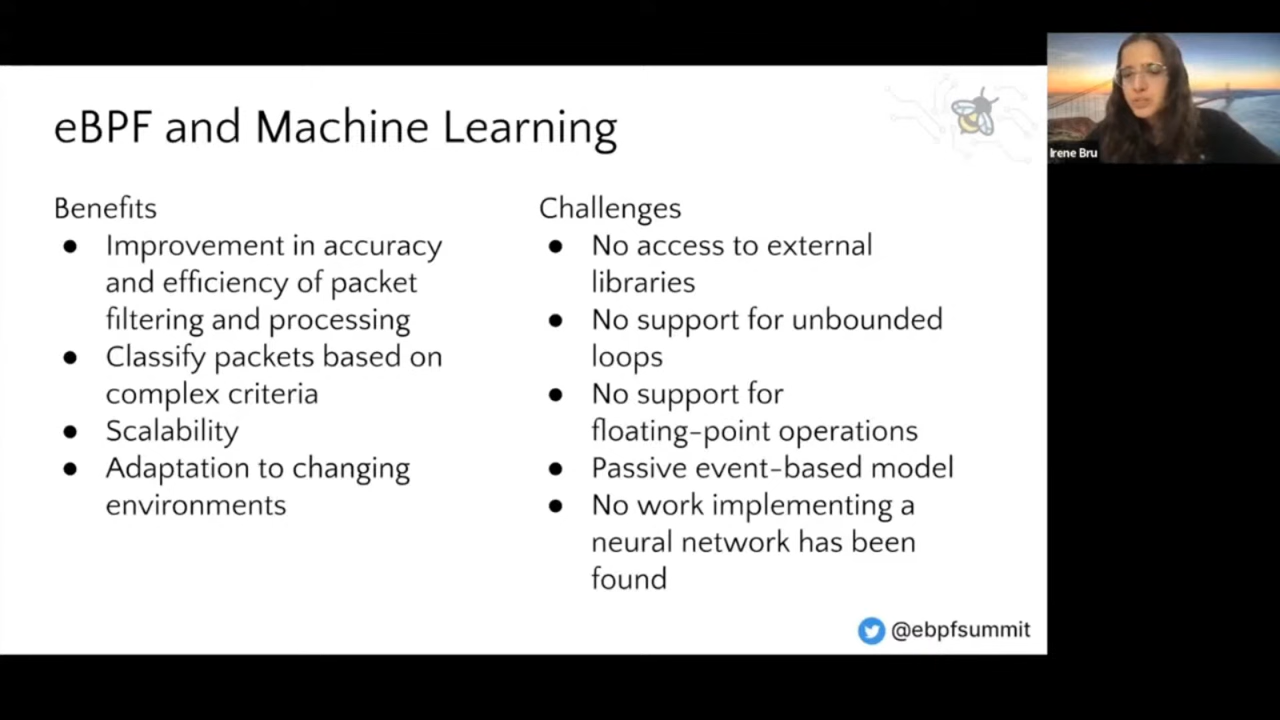 eBPF and Machine Learning
Benefits
● Improvement in accuracy
and efficiency of packet
filtering and processing
● Classify packets based on
complex criteria
● Scalability
● Adaptation to changing
environments
Challenges
● No access to external
libraries
● No support for unbounded
loops
● No support for
floating-point operations
● Passive event-based model
● No work implementing a
neural network has been
found
@ebpfsummit
Irene Bru